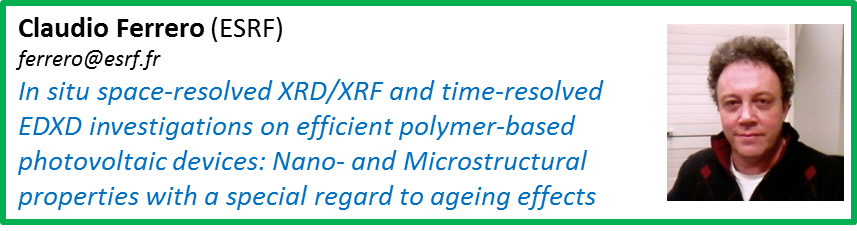 Claudio Ferrero (ESRF)
ferrero@esrf.fr
In situ space-resolved XRD/XRF and time-resolved
EDXD investigations on efficient polymer-based
photovoltaic devices: Nano- and Microstructural
properties with a special regard to ageing effects